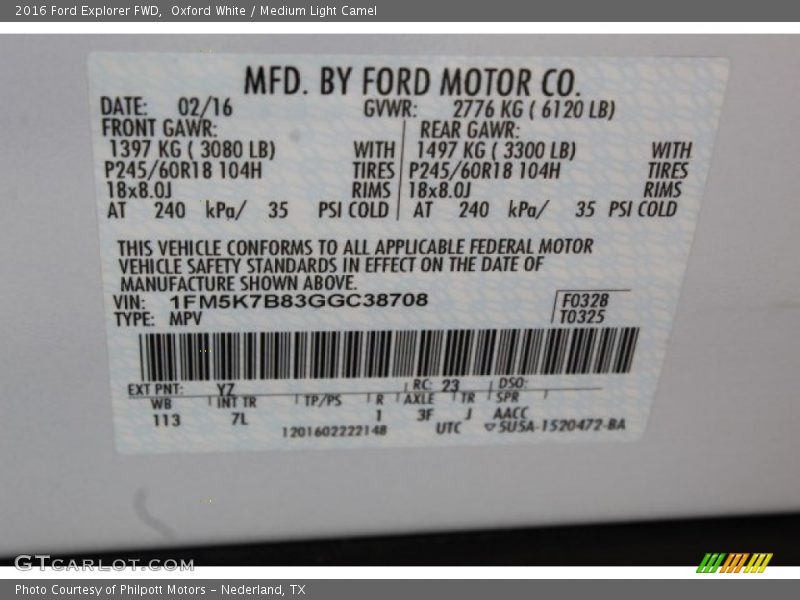 2016 Ford Explorer FWD,  Oxford White / Medium Light Camel
MFD. BY FORD MOTOR CO.
DATE: 02/16 GVWR: 2776 KG ( 6120 LB)
FRONT GAWR: REAR GAWR:
1397 KG ( 3080 LB) WITH 1497 KG ( 3300 LB) WITH
P245/60R18 104H TIRES P245/60R18 104H TIRES
18x8.0J RIMS 18x8.0J RIMS
AT 240 kPa/ 35 PSI COLD AT 240 kPa/ 35 PSI COLD
THIS VEHICLE CONFORMS TO ALL APPLICABLE FEDERAL MOTOR
VEHICLE SAFETY STANDARDS IN EFFECT ON THE DATE OF
MANUFACTURE SHOWN ABOVE.
VIN: 1FM5K7B83GGC38708 F0328
TYPE: MPV T0325
EXT PNT: YZ RC: 23 DSO:
WB INT TR TP/PS R AXLE TR SPR
113 7L 1 3F J AACC
1201602222148 UTC ▽5U5A-1520472-BA
GTCARLOT.COM
Photo Courtesy of Philpott Motors - Nederland, TX